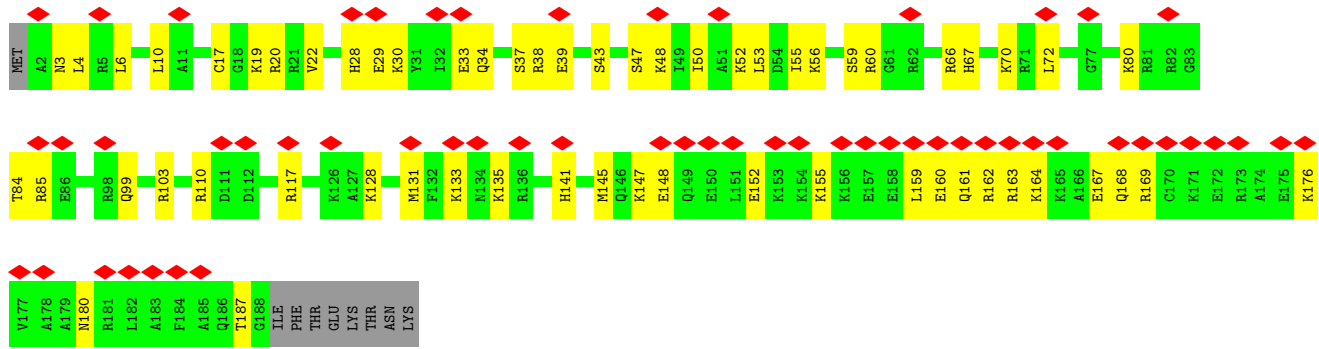 MET A2 N3 L4 R5 L6 L10 A11 C17 G18 K19 R20 R21 V22 H28 E29 K30 Y31 I32 E33 Q34 S37 R38 E39 S43 S47 K48 I49 I50 A51 K52 L53 D54 I55 K56 S59 R60 G61 R62 R66 H67 K70 R71 L72 G77 K80 R81 R82 G83
T84 R85 E86 R98 Q99 R103 R110 D111 D112 R117 K126 A127 K128 M131 F132 K133 N134 K135 R136 H141 M145 Q146 K147 E148 Q149 E150 L151 E152 K153 K154 K155 K156 E157 E158 L159 E160 Q161 R162 R163 K164 K165 A166 E167 Q168 R169 C170 K171 E172 R173 A174 E175 K176
V177 A178 A179 N180 R181 L182 A183 F184 A185 Q186 T187 G188 ILE PHE THR GLU LYS THR ASN LYS